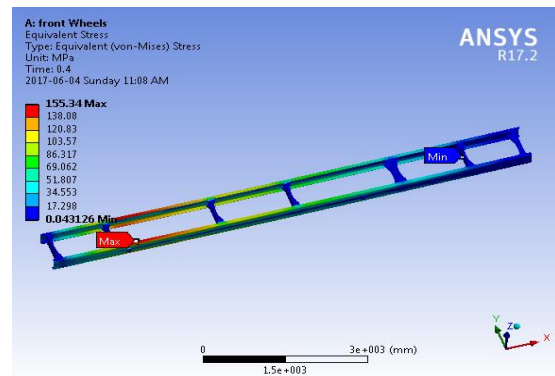 A: front Wheels
Equivalent Stress
Type: Equivalent (von-Mises) Stress
Unit: MPa
Time: 0.4
2017-06-04 Sunday 11:08 AM
ANSYS
R17.2
155.34 Max
138.08
120.83
103.57
86.317
69.062
51.807
34.553
17.298
0.043126 Min
Min
Max
0
3e+003 (mm)
1.5e+003
Y
Z
X